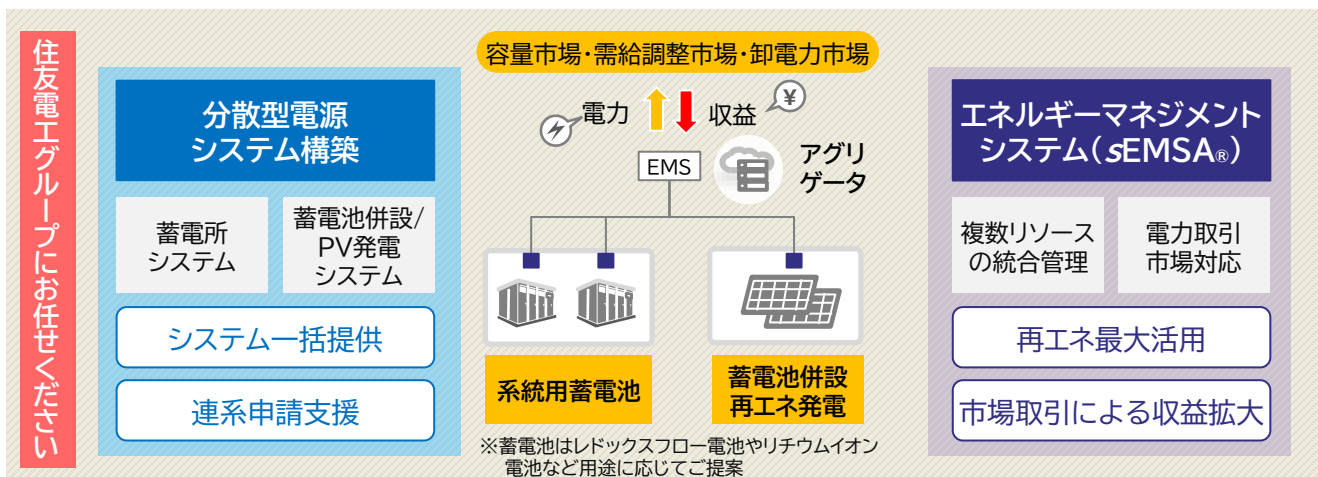 住友電工グループにお任せください
分散型電源
システム構築
蓄電所
システム
蓄電池併設/
PV発電
システム
システム一括提供
連系申請支援
容量市場・需給調整市場・卸電力市場
電力
収益
¥
EMS
アグリ
ゲータ
系統用蓄電池
蓄電池併設
再エネ発電
※蓄電池はレドックスフロー電池やリチウムイオン
電池など用途に応じてご提案
エネルギーマネジメント
システム(sEMSA®)
複数リソース
の統合管理
電力取引
市場対応
再エネ最大活用
市場取引による収益拡大